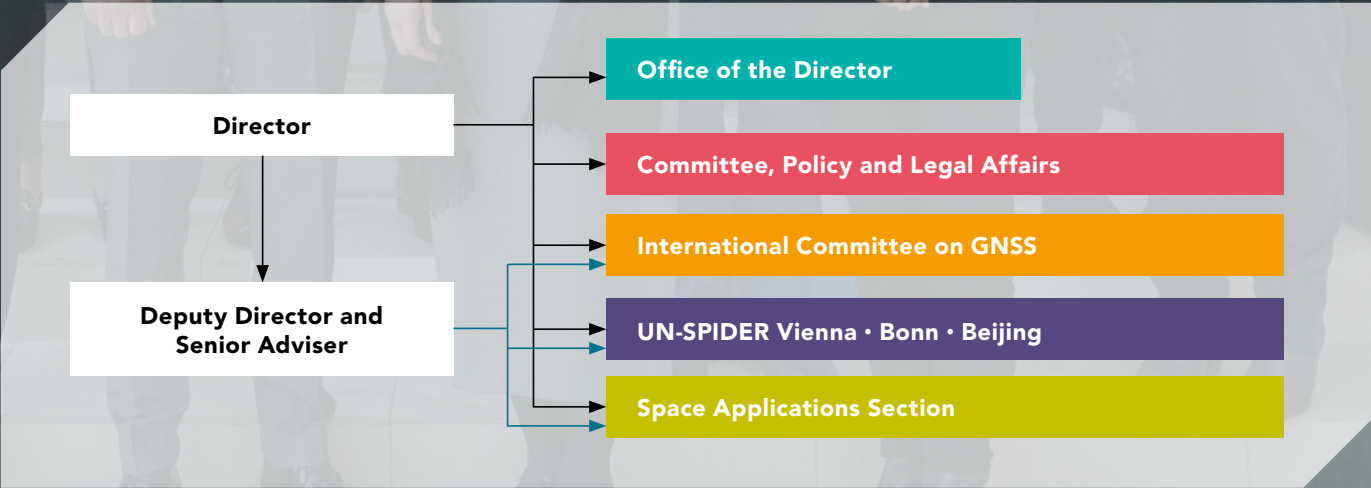 Director
Deputy Director and
Senior Adviser
Office of the Director
Committee, Policy and Legal Affairs
International Committee on GNSS
UN-SPIDER Vienna · Bonn · Beijing
Space Applications Section